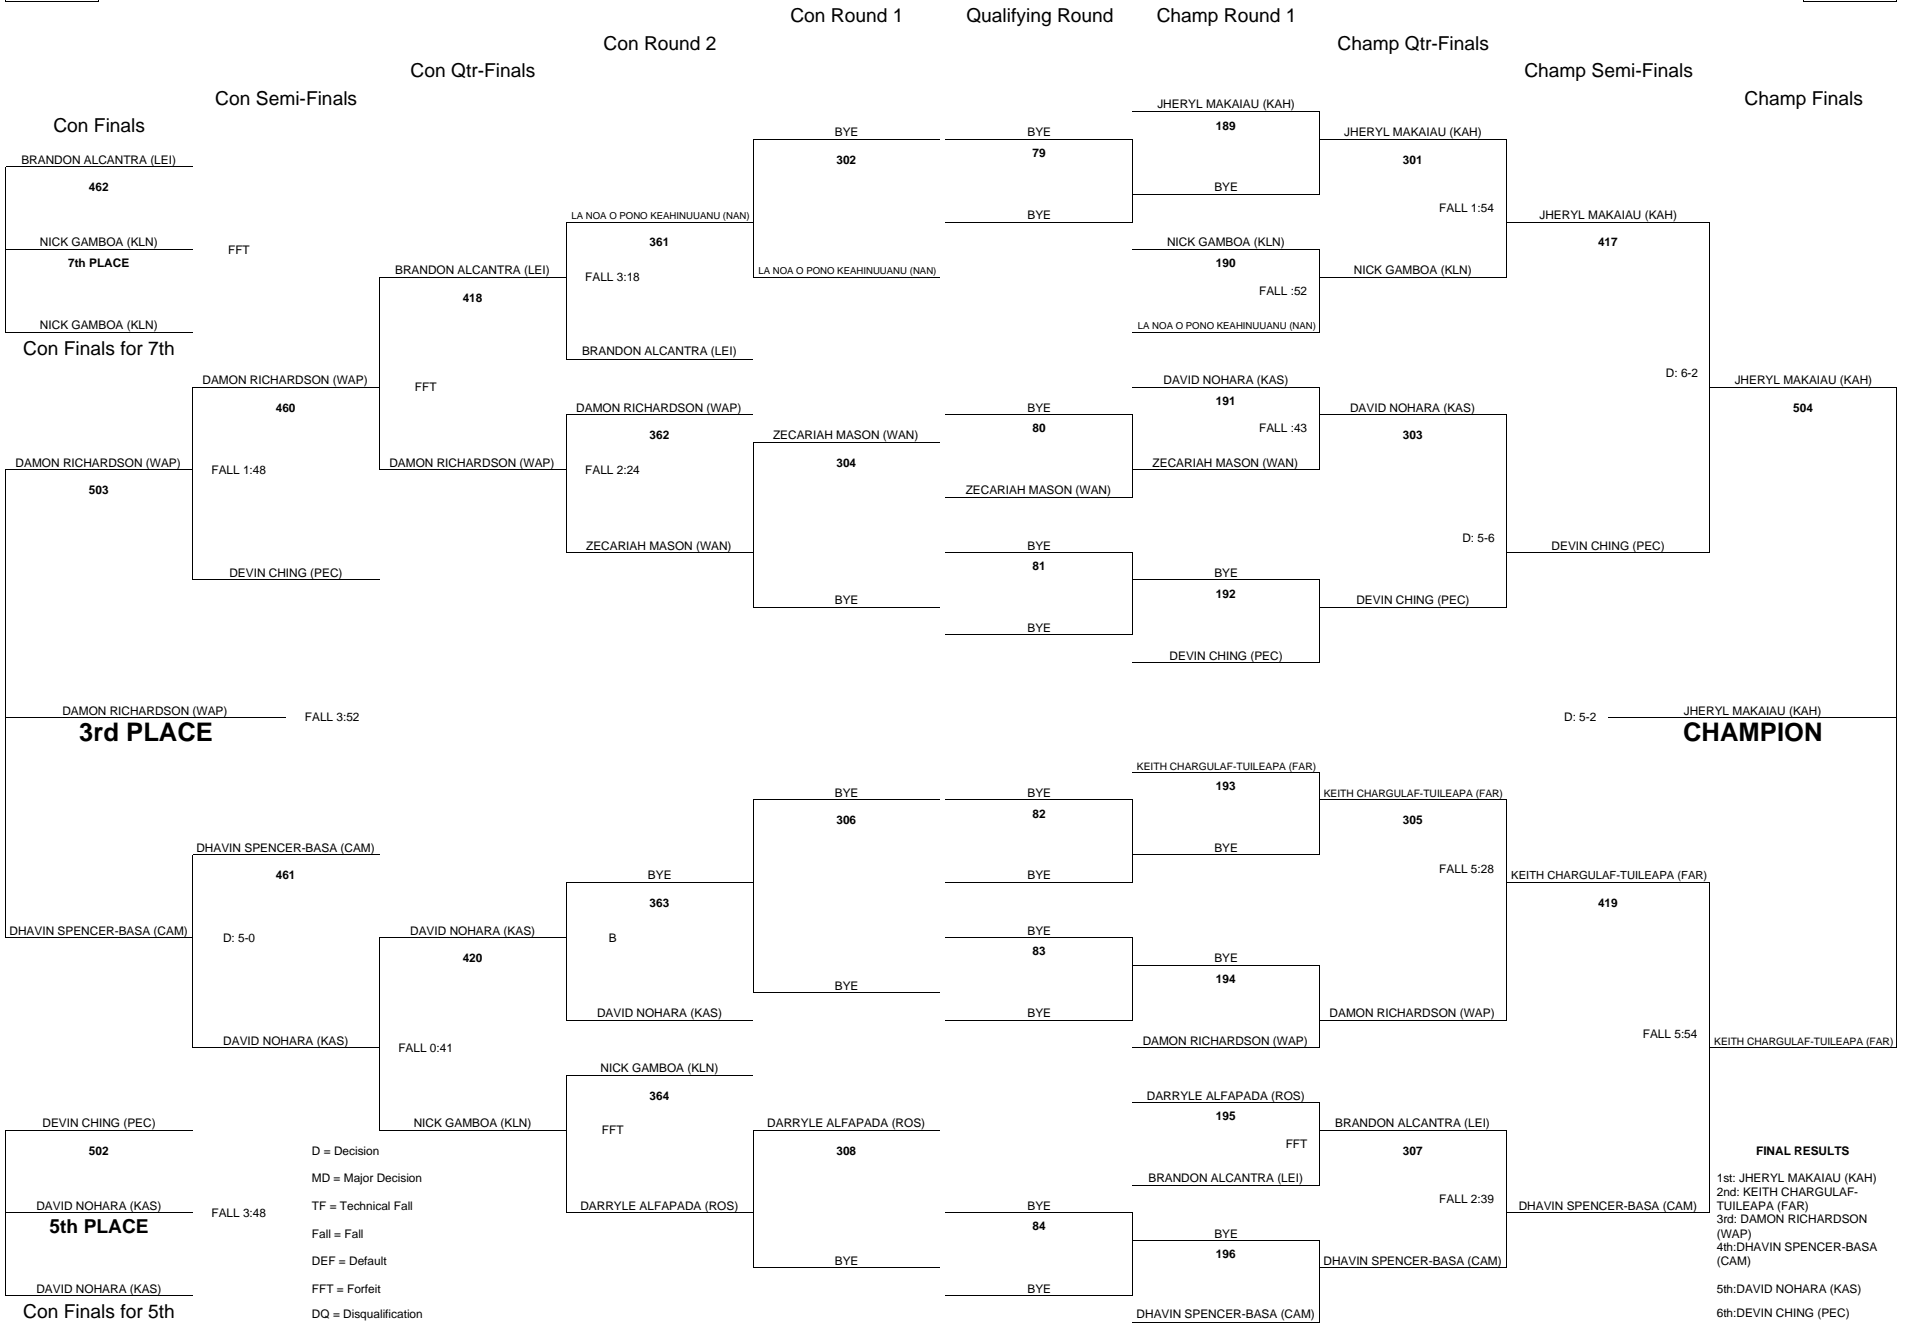 Con Round 1
Qualifying Round
Champ Round 1
Con Round 2
Champ Qtr-Finals
Con Qtr-Finals
Champ Semi-Finals
Con Semi-Finals
Champ Finals
Con Finals
BRANDON ALCANTRA (LEI)
462
NICK GAMBOA (KLN)
FFT
7th PLACE
NICK GAMBOA (KLN)
Con Finals for 7th
DAMON RICHARDSON (WAP)
503
DAMON RICHARDSON (WAP)
FALL 3:52
3rd PLACE
DHAVIN SPENCER-BASA (CAM)
DEVIN CHING (PEC)
502
DAVID NOHARA (KAS)
FALL 3:48
5th PLACE
DAVID NOHARA (KAS)
Con Finals for 5th
DAMON RICHARDSON (WAP)
460
FALL 1:48
DEVIN CHING (PEC)
DHAVIN SPENCER-BASA (CAM)
461
D: 5-0
DAVID NOHARA (KAS)
D = Decision
MD = Major Decision
TF = Technical Fall
Fall = Fall
DEF = Default
FFT = Forfeit
DQ = Disqualification
BRANDON ALCANTRA (LEI)
418
FFT
DAMON RICHARDSON (WAP)
DAVID NOHARA (KAS)
420
FALL 0:41
NICK GAMBOA (KLN)
LA NOA O PONO KEAHINUUANU (NAN)
361
FALL 3:18
BRANDON ALCANTRA (LEI)
DAMON RICHARDSON (WAP)
362
FALL 2:24
ZECARIAH MASON (WAN)
BYE
363
B
DAVID NOHARA (KAS)
NICK GAMBOA (KLN)
364
FFT
DARRYLE ALFAPADA (ROS)
BYE
302
LA NOA O PONO KEAHINUUANU (NAN)
ZECARIAH MASON (WAN)
304
BYE
BYE
306
BYE
DARRYLE ALFAPADA (ROS)
308
BYE
BYE
79
BYE
BYE
80
ZECARIAH MASON (WAN)
BYE
81
BYE
BYE
82
BYE
BYE
83
BYE
BYE
84
BYE
JHERYL MAKAIAU (KAH)
189
BYE
NICK GAMBOA (KLN)
190
FALL :52
LA NOA O PONO KEAHINUUANU (NAN)
DAVID NOHARA (KAS)
191
FALL :43
ZECARIAH MASON (WAN)
BYE
192
DEVIN CHING (PEC)
KEITH CHARGULAF-TUILEAPA (FAR)
193
BYE
BYE
194
DAMON RICHARDSON (WAP)
DARRYLE ALFAPADA (ROS)
195
FFT
BRANDON ALCANTRA (LEI)
BYE
196
DHAVIN SPENCER-BASA (CAM)
JHERYL MAKAIAU (KAH)
301
FALL 1:54
NICK GAMBOA (KLN)
DAVID NOHARA (KAS)
303
D: 5-6
DEVIN CHING (PEC)
KEITH CHARGULAF-TUILEAPA (FAR)
305
FALL 5:28
DAMON RICHARDSON (WAP)
BRANDON ALCANTRA (LEI)
307
FALL 2:39
DHAVIN SPENCER-BASA (CAM)
JHERYL MAKAIAU (KAH)
417
D: 6-2
DEVIN CHING (PEC)
KEITH CHARGULAF-TUILEAPA (FAR)
419
FALL 5:54
DHAVIN SPENCER-BASA (CAM)
JHERYL MAKAIAU (KAH)
504
D: 5-2
JHERYL MAKAIAU (KAH)
CHAMPION
KEITH CHARGULAF-TUILEAPA (FAR)
FINAL RESULTS
1st: JHERYL MAKAIAU (KAH)
2nd: KEITH CHARGULAF-
TUILEAPA (FAR)
3rd: DAMON RICHARDSON
(WAP)
4th:DHAVIN SPENCER-BASA
(CAM)
5th:DAVID NOHARA (KAS)
6th:DEVIN CHING (PEC)